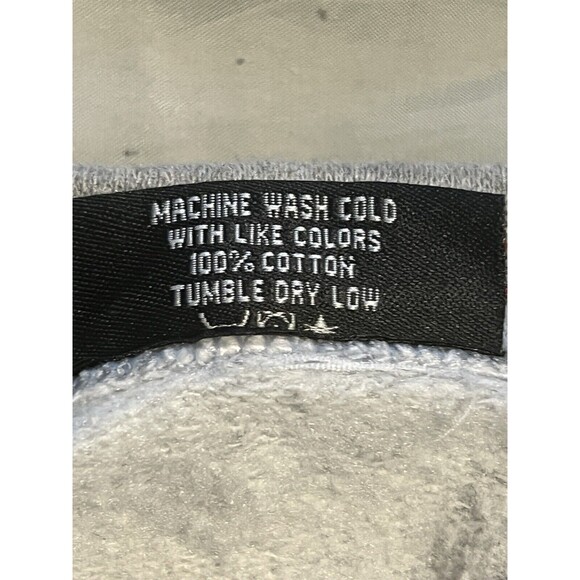 MACHINE WASH COLD
WITH LIKE COLORS
100% COTTON
TUMBLE DRY LOW